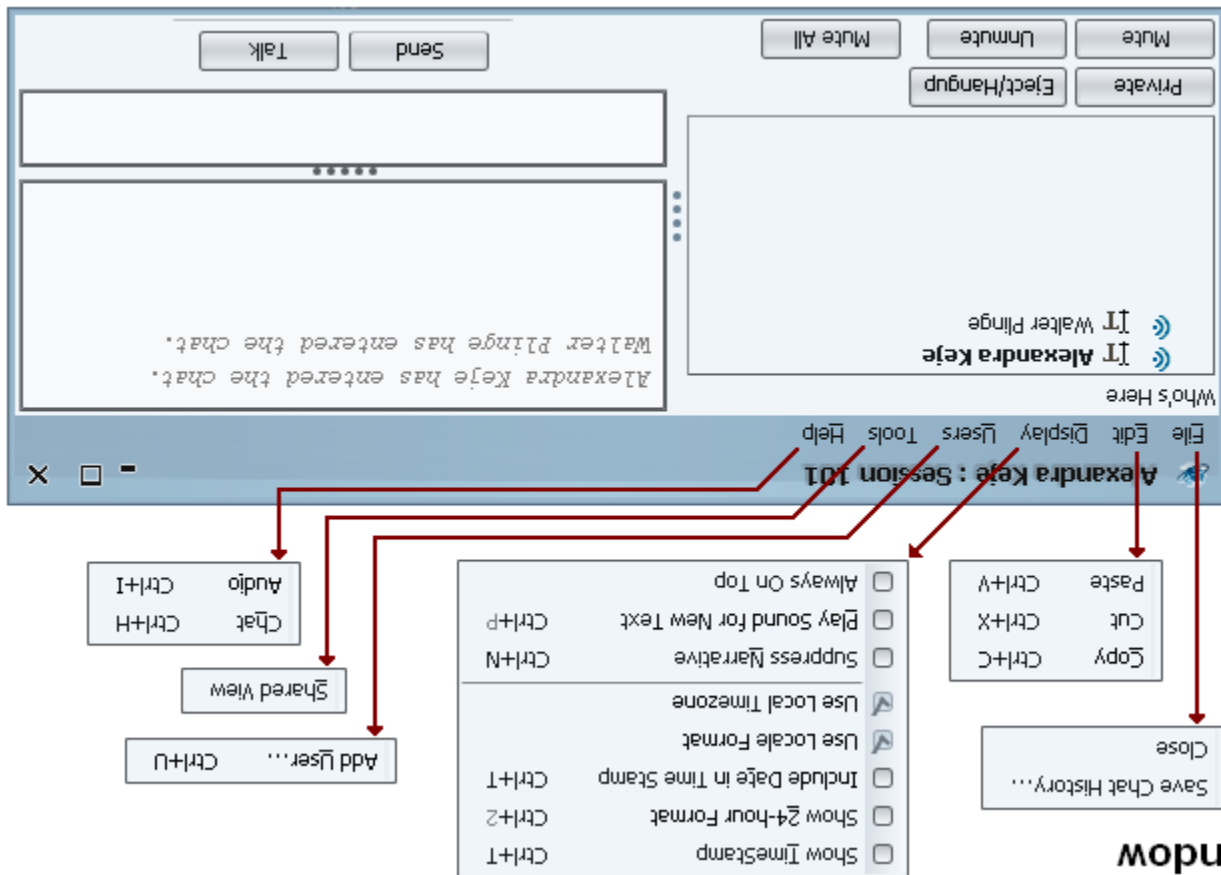 ndow
Save Chat History...
Close
Copy Ctrl+C
Cut Ctrl+X
Paste Ctrl+V
Show TimeStamp Ctrl+T
Show 24-hour Format Ctrl+2
Include Date in Time Stamp Ctrl+T
Use Locale Format
Use Local Timezone
Suppress Narrative Ctrl+N
Play Sound for New Text Ctrl+P
Always On Top
Add User... Ctrl+U
Shared View
Chat Ctrl+H
Audio Ctrl+I
Alexandra Keje : Session 101
File Edit Display Users Tools Help
Who's Here
Alexandra Keje
Walter Plinge
Alexandra Keje has entered the chat.
Walter Plinge has entered the chat.
Private Eject/Hangup
Mute Unmute Mute All
Send Talk